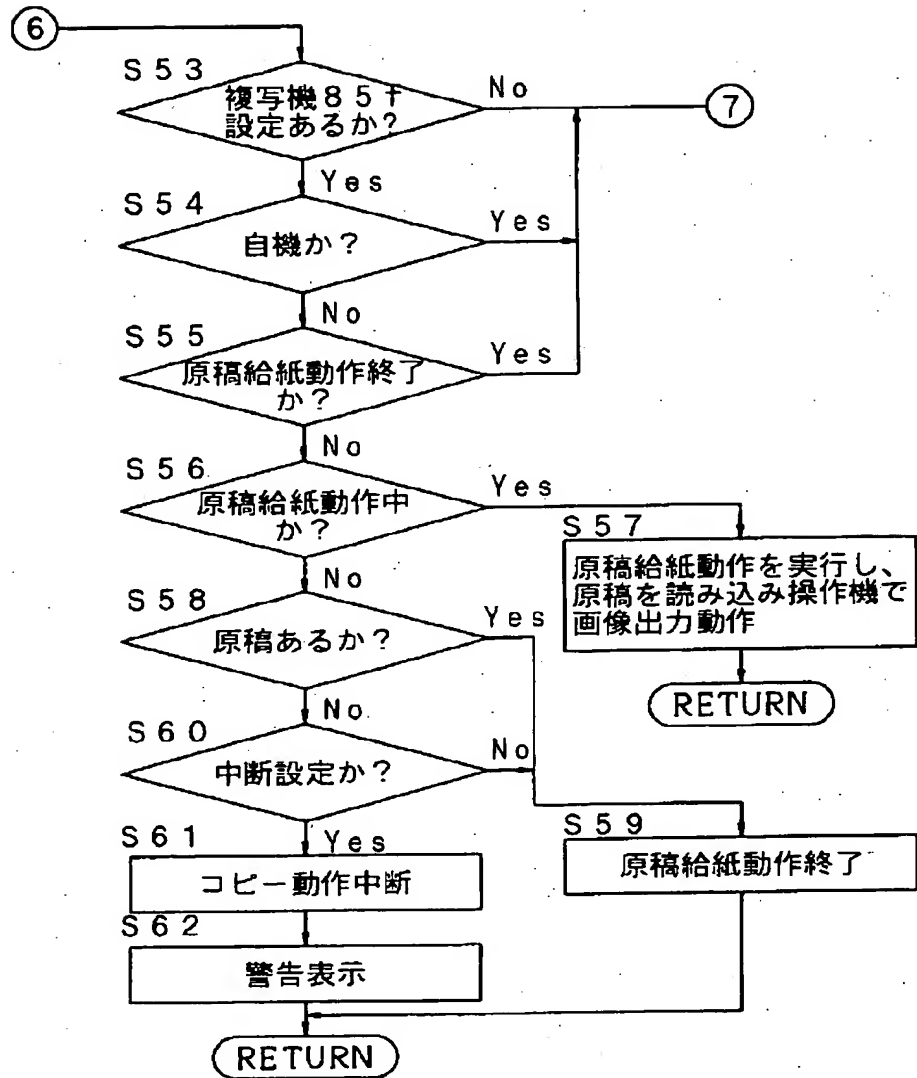 ⑥
S53
複写機85f
設定あるか?
No
⑦
Yes
S54
自機か?
Yes
No
S55
原稿給紙動作終了
か?
Yes
No
S56
原稿給紙動作中
か?
Yes
S57
原稿給紙動作を実行し、
原稿を読み込み操作機で
画像出力動作
RETURN
No
S58
原稿あるか?
Yes
No
S60
中断設定か?
No
S59
原稿給紙動作終了
Yes
S61
コピー動作中断
S62
警告表示
RETURN